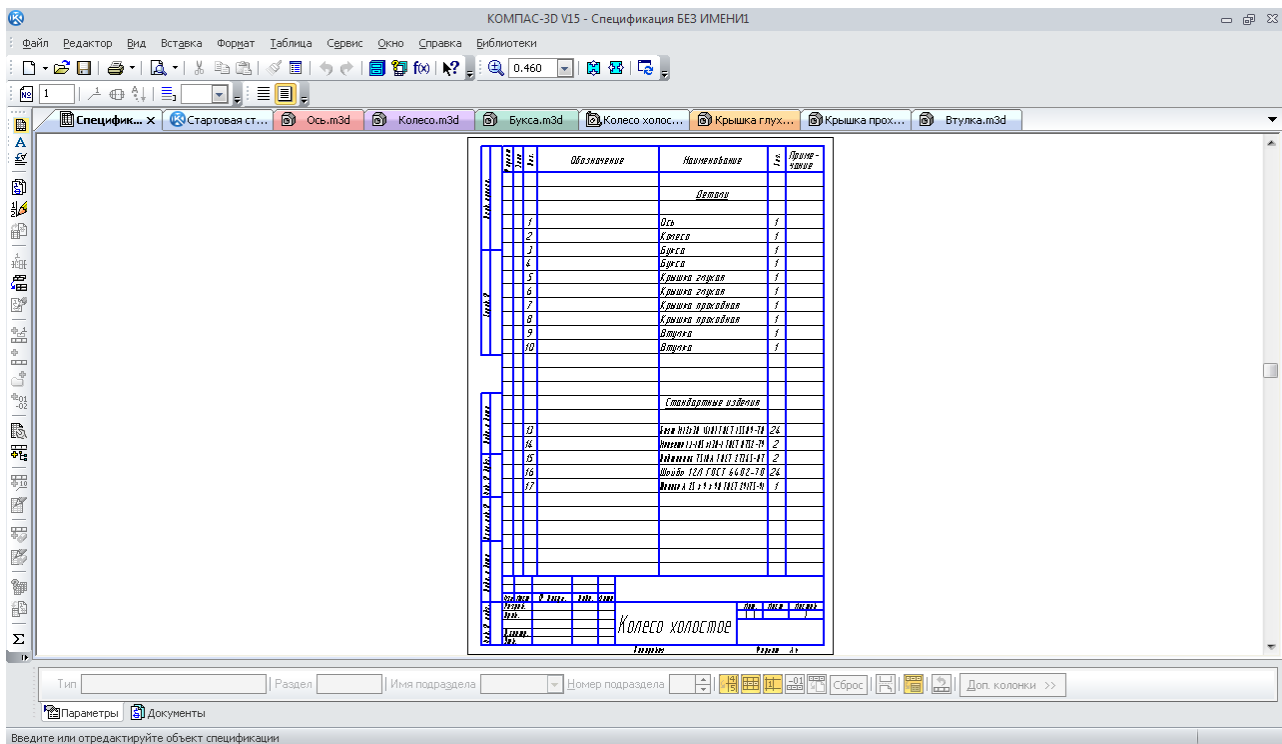 КОМПАС-3D V15 - Спецификация БЕЗ ИМЕНИ1
Файл Редактор Вид Вставка Формат Таблица Сервис Окно Справка Библиотеки
0.460
1
Специфик... Стартовая ст... Ось.m3d Колесо.m3d Букса.m3d Колесо холос... Крышка глух... Крышка прох... Втулка.m3d
Поз. Обозначение Наименование Кол. Приме-
чание
Детали
1 Ось 1
2 Колесо 1
3 Букса 1
4 Букса 1
5 Крышка глухая 1
6 Крышка глухая 1
7 Крышка проходная 1
8 Крышка проходная 1
9 Втулка 1
10 Втулка 1
Стандартные изделия
13 24
14 2
15 2
16 Шайба 12Л ГОСТ 6402-70 24
17 1
Колесо холостое
Тип Раздел Имя подраздела Номер подраздела Сброс Доп. колонки >>
Параметры Документы
Введите или отредактируйте объект спецификации